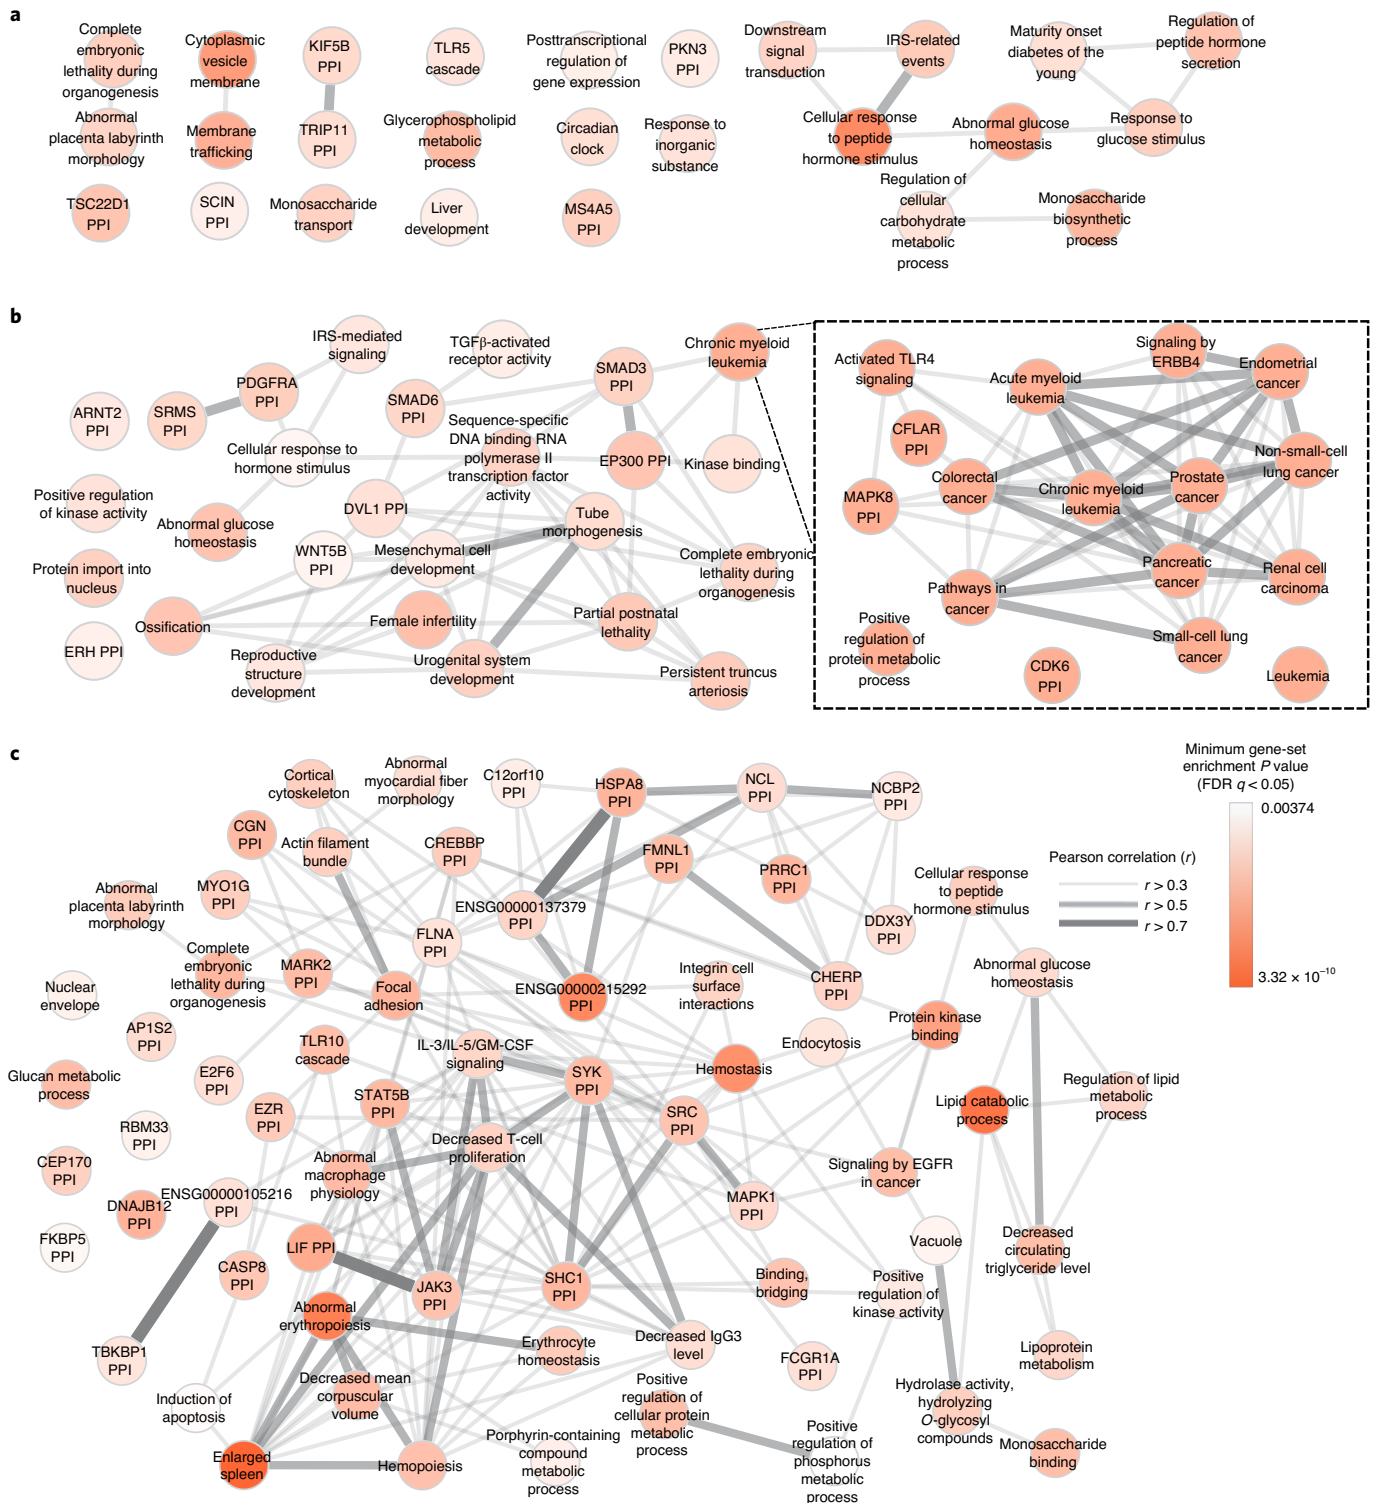 a
Complete
embryonic
lethality during
organogenesis
Cytoplasmic
vesicle
membrane
KIF5B
PPI
TLR5
cascade
Posttranscriptional
regulation of
gene expression
PKN3
PPI
Downstream
signal
transduction
IRS-related
events
Maturity onset
diabetes of the
young
Regulation of
peptide hormone
secretion
Abnormal
placenta labyrinth
morphology
Membrane
trafficking
TRIP11
PPI
Glycerophospholipid
metabolic
process
Circadian
clock
Response to
inorganic
substance
Cellular response
to peptide
hormone stimulus
Abnormal glucose
homeostasis
Response to
glucose stimulus
TSC22D1
PPI
SCIN
PPI
Monosaccharide
transport
Liver
development
MS4A5
PPI
Regulation of
cellular
carbohydrate
metabolic
process
Monosaccharide
biosynthetic
process
b
IRS-mediated
signaling
TGFβ-activated
receptor activity
SMAD3
PPI
Chronic myeloid
leukemia
ARNT2
PPI
SRMS
PPI
PDGFRA
PPI
SMAD6
PPI
Cellular response to
hormone stimulus
Sequence-specific
DNA binding RNA
polymerase II
transcription factor
activity
EP300 PPI
Kinase binding
Positive regulation
of kinase activity
Abnormal glucose
homeostasis
DVL1 PPI
Tube
morphogenesis
WNT5B
PPI
Mesenchymal cell
development
Complete embryonic
lethality during
organogenesis
Protein import into
nucleus
Ossification
Female infertility
Partial postnatal
lethality
ERH PPI
Reproductive
structure
development
Urogenital system
development
Persistent truncus
arteriosis
Activated TLR4
signaling
Acute myeloid
leukemia
Signaling by
ERBB4
Endometrial
cancer
CFLAR
PPI
Non-small-cell
lung cancer
MAPK8
PPI
Colorectal
cancer
Chronic myeloid
leukemia
Prostate
cancer
Pathways in
cancer
Pancreatic
cancer
Renal cell
carcinoma
Positive
regulation of
protein metabolic
process
Small-cell lung
cancer
CDK6
PPI
Leukemia
c
Cortical
cytoskeleton
Abnormal
myocardial fiber
morphology
C12orf10
PPI
HSPA8
PPI
NCL
PPI
NCBP2
PPI
CGN
PPI
Actin filament
bundle
CREBBP
PPI
FMNL1
PPI
PRRC1
PPI
Abnormal
placenta labyrinth
morphology
MYO1G
PPI
ENSG00000137379
PPI
DDX3Y
PPI
Cellular response
to peptide
hormone stimulus
FLNA
PPI
Complete
embryonic
lethality during
organogenesis
MARK2
PPI
Focal
adhesion
ENSG00000215292
PPI
Integrin cell
surface
interactions
CHERP
PPI
Abnormal glucose
homeostasis
Nuclear
envelope
AP1S2
PPI
TLR10
cascade
IL-3/IL-5/GM-CSF
signaling
Endocytosis
Protein kinase
binding
Glucan metabolic
process
E2F6
PPI
SYK
PPI
Hemostasis
Lipid catabolic
process
Regulation of lipid
metabolic
process
RBM33
PPI
EZR
PPI
STAT5B
PPI
SRC
PPI
CEP170
PPI
Abnormal
macrophage
physiology
Decreased T-cell
proliferation
Signaling by EGFR
in cancer
DNAJB12
PPI
ENSG00000105216
PPI
MAPK1
PPI
FKBP5
PPI
LIF PPI
Vacuole
Decreased
circulating
triglyceride level
CASP8
PPI
JAK3
PPI
SHC1
PPI
Binding,
bridging
Positive
regulation of
kinase activity
Abnormal
erythropoiesis
TBKBP1
PPI
Erythrocyte
homeostasis
Decreased IgG3
level
FCGR1A
PPI
Lipoprotein
metabolism
Induction of
apoptosis
Decreased mean
corpuscular
volume
Positive
regulation of
cellular protein
metabolic
process
Hydrolase activity,
hydrolyzing
O-glycosyl
compounds
Enlarged
spleen
Hemopoiesis
Porphyrin-containing
compound
metabolic
process
Positive
regulation of
phosphorus
metabolic
process
Monosaccharide
binding
Minimum gene-set
enrichment P value
(FDR q < 0.05)
0.00374
3.32 × 10⁻¹⁰
Pearson correlation (r)
r > 0.3
r > 0.5
r > 0.7